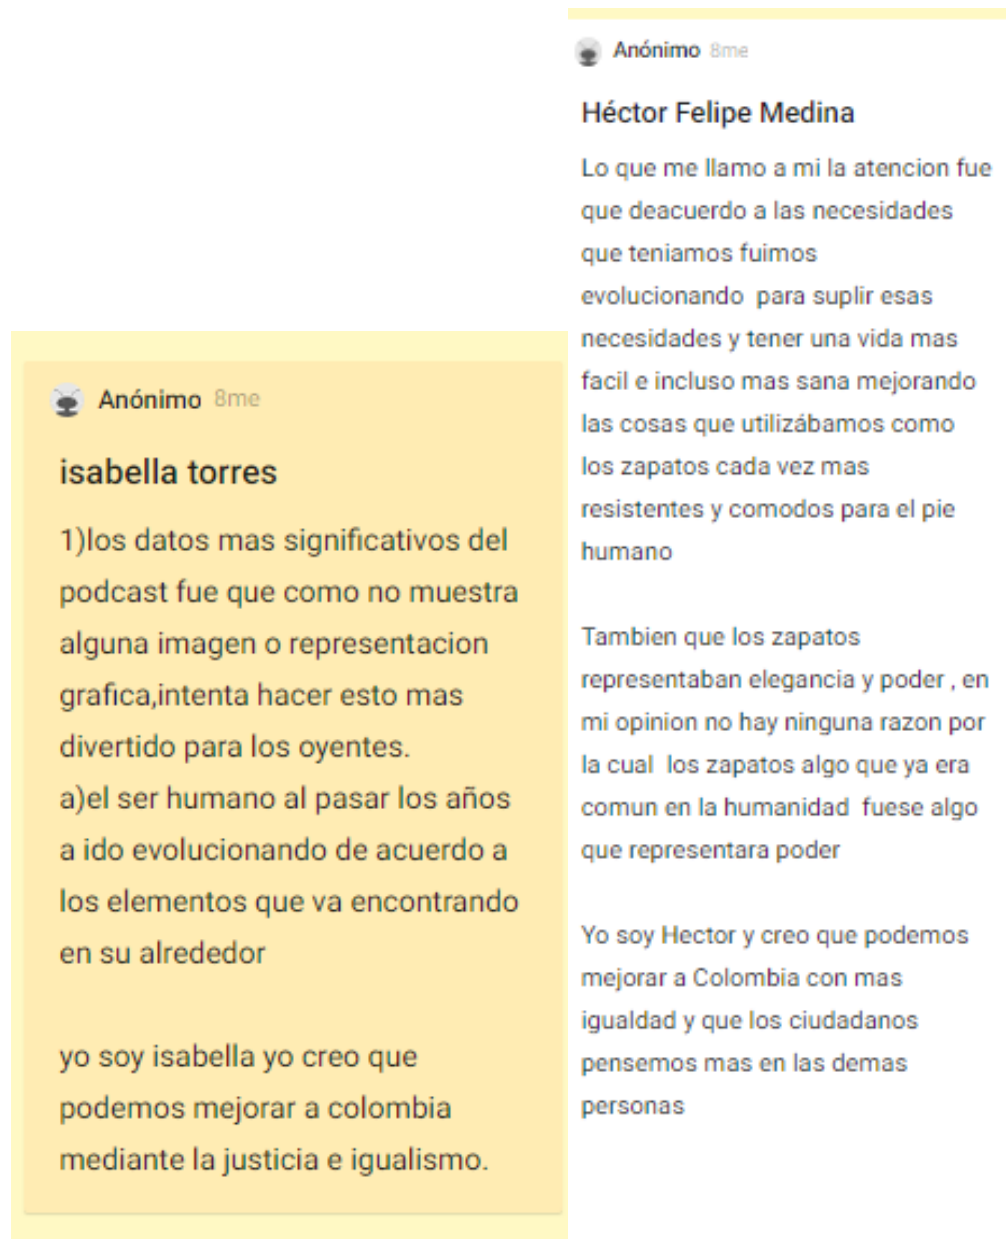 Anónimo 8me
isabella torres
1)los datos mas significativos del
podcast fue que como no muestra
alguna imagen o representacion
grafica,intenta hacer esto mas
divertido para los oyentes.
a)el ser humano al pasar los años
a ido evolucionando de acuerdo a
los elementos que va encontrando
en su alrededor
yo soy isabella yo creo que
podemos mejorar a colombia
mediante la justicia e igualismo.
Anónimo 8me
Héctor Felipe Medina
Lo que me llamo a mi la atencion fue
que deacuerdo a las necesidades
que teniamos fuimos
evolucionando  para suplir esas
necesidades y tener una vida mas
facil e incluso mas sana mejorando
las cosas que utilizábamos como
los zapatos cada vez mas
resistentes y comodos para el pie
humano
Tambien que los zapatos
representaban elegancia y poder , en
mi opinion no hay ninguna razon por
la cual  los zapatos algo que ya era
comun en la humanidad  fuese algo
que representara poder
Yo soy Hector y creo que podemos
mejorar a Colombia con mas
igualdad y que los ciudadanos
pensemos mas en las demas
personas